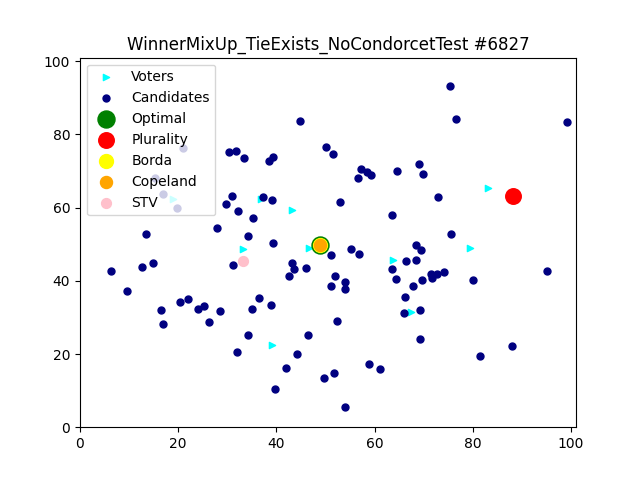 WinnerMixUp_TieExists_NoCondorcetTest #6827
100
80
60
40
20
0
0 20 40 60 80 100
Voters
Candidates
Optimal
Plurality
Borda
Copeland
STV